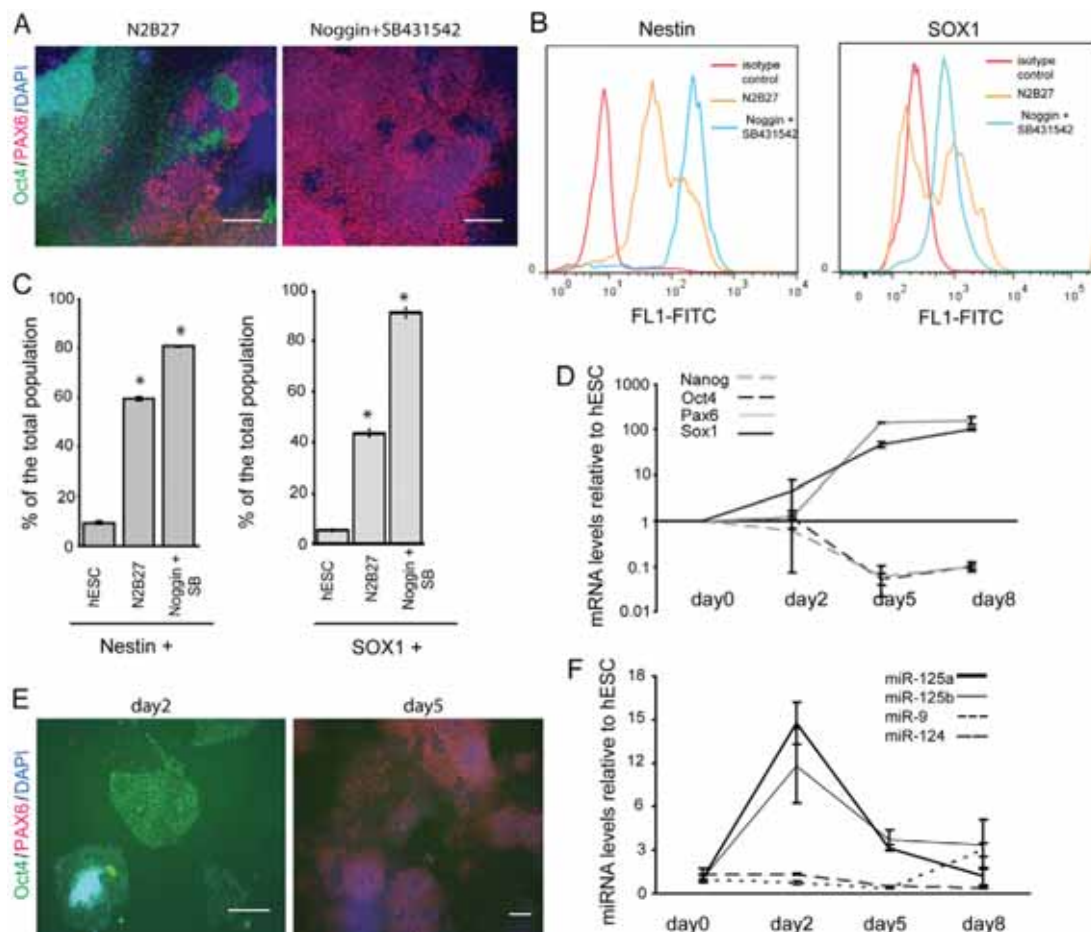 A
N2B27
Noggin+SB431542
Oct4/PAX6/DAPI
B
Nestin
isotype
control
N2B27
Noggin +
SB431542
0
10⁰
10¹
10²
10³
10⁴
FL1-FITC
SOX1
isotype
control
N2B27
Noggin +
SB431542
0
0
10²
10³
10⁴
10⁵
FL1-FITC
C
% of the total population
100
80
60
40
20
0
*
*
hESC
N2B27
Noggin +
SB
Nestin +
% of the total population
100
80
60
40
20
0
*
*
hESC
N2B27
Noggin +
SB
SOX1 +
D
mRNA levels relative to hESC
1000
100
10
1
0.1
0.01
Nanog
Oct4
Pax6
Sox1
day0
day2
day5
day8
E
day2
day5
Oct4/PAX6/DAPI
F
miRNA levels relative to hESC
18
15
12
6
3
0
miR-125a
miR-125b
miR-9
miR-124
day0
day2
day5
day8